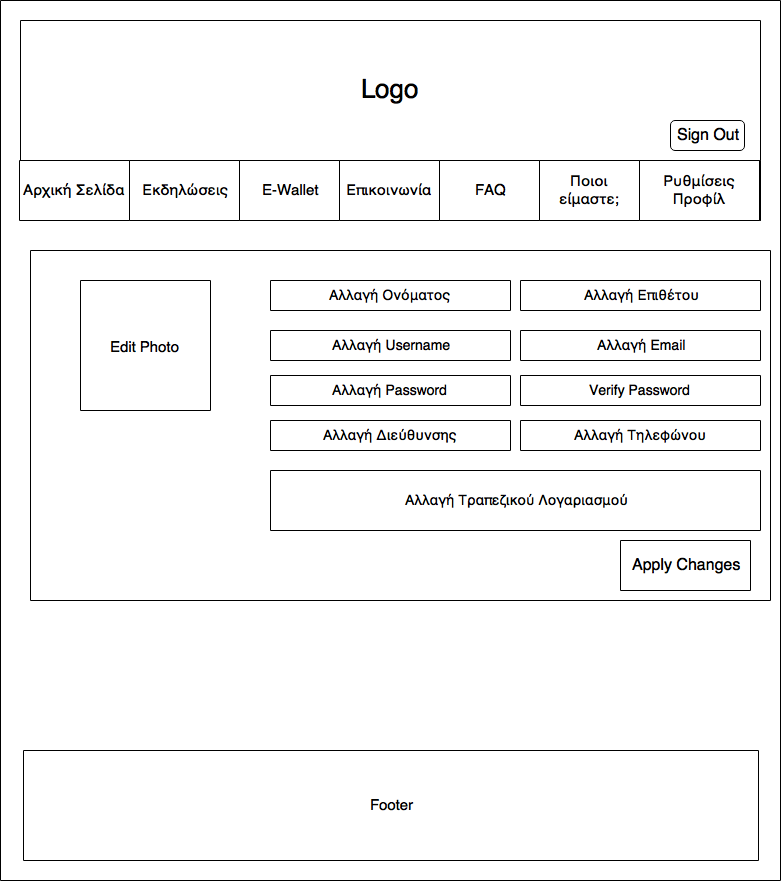 Logo
Sign Out
Αρχική Σελίδα
Εκδηλώσεις
E-Wallet
Επικοινωνία
FAQ
Ποιοι
είμαστε;
Ρυθμίσεις
Προφίλ
Edit Photo
Αλλαγή Ονόματος
Αλλαγή Επιθέτου
Αλλαγή Username
Αλλαγή Email
Αλλαγή Password
Verify Password
Αλλαγή Διεύθυνσης
Αλλαγή Τηλεφώνου
Αλλαγή Τραπεζικού Λογαριασμού
Apply Changes
Footer